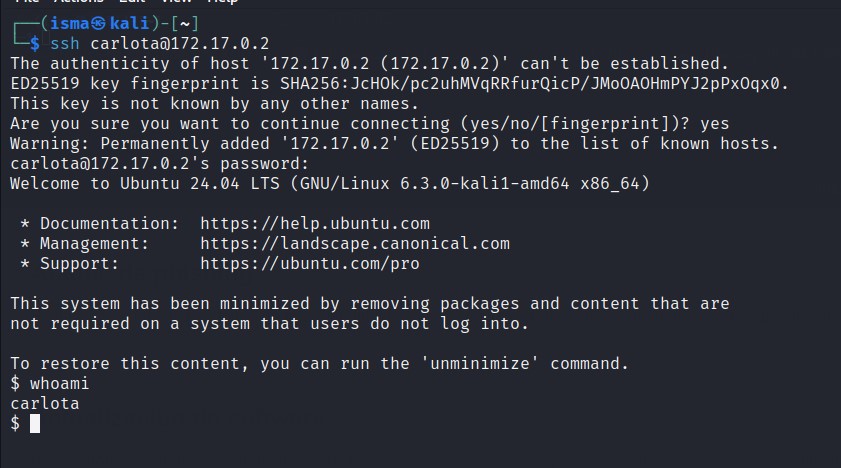 ┌──(isma㉿kali)-[~]
└─$ ssh carlota@172.17.0.2
The authenticity of host '172.17.0.2 (172.17.0.2)' can't be established.
ED25519 key fingerprint is SHA256:JcHOk/pc2uhMVqRRfurQicP/JMoOAOHmPYJ2pPxOqx0.
This key is not known by any other names.
Are you sure you want to continue connecting (yes/no/[fingerprint])? yes
Warning: Permanently added '172.17.0.2' (ED25519) to the list of known hosts.
carlota@172.17.0.2's password:
Welcome to Ubuntu 24.04 LTS (GNU/Linux 6.3.0-kali1-amd64 x86_64)
* Documentation:  https://help.ubuntu.com
* Management:     https://landscape.canonical.com
* Support:        https://ubuntu.com/pro
This system has been minimized by removing packages and content that are
not required on a system that users do not log into.
To restore this content, you can run the 'unminimize' command.
$ whoami
carlota
$